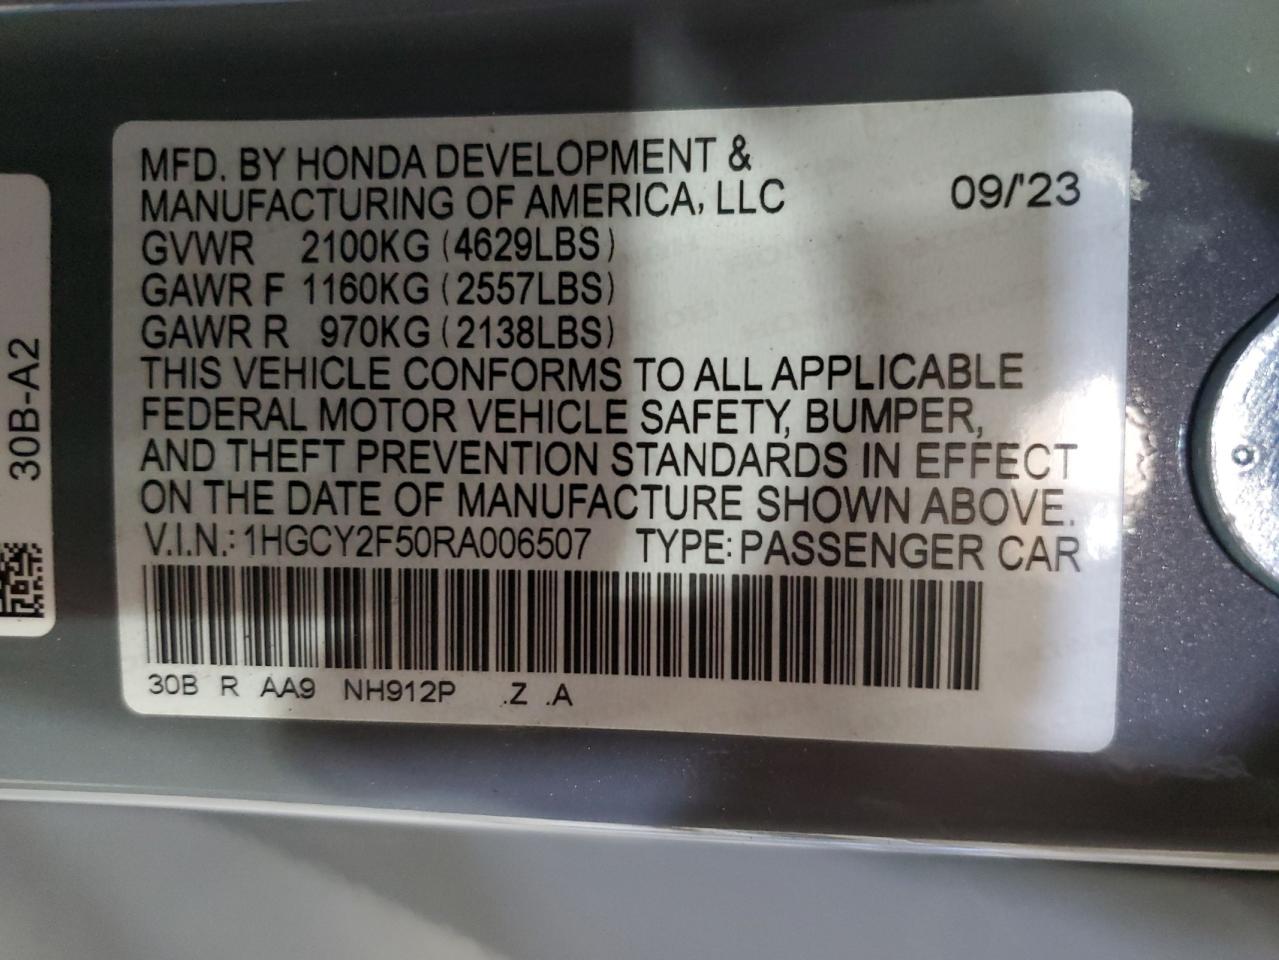 MFD. BY HONDA DEVELOPMENT &
MANUFACTURING OF AMERICA, LLC 09/'23
GVWR 2100KG (4629LBS)
GAWR F 1160KG (2557LBS)
GAWR R 970KG (2138LBS)
THIS VEHICLE CONFORMS TO ALL APPLICABLE
FEDERAL MOTOR VEHICLE SAFETY, BUMPER,
AND THEFT PREVENTION STANDARDS IN EFFECT
ON THE DATE OF MANUFACTURE SHOWN ABOVE.
V.I.N.: 1HGCY2F50RA006507 TYPE: PASSENGER CAR
30B R AA9 NH912P .Z .A
30B-A2